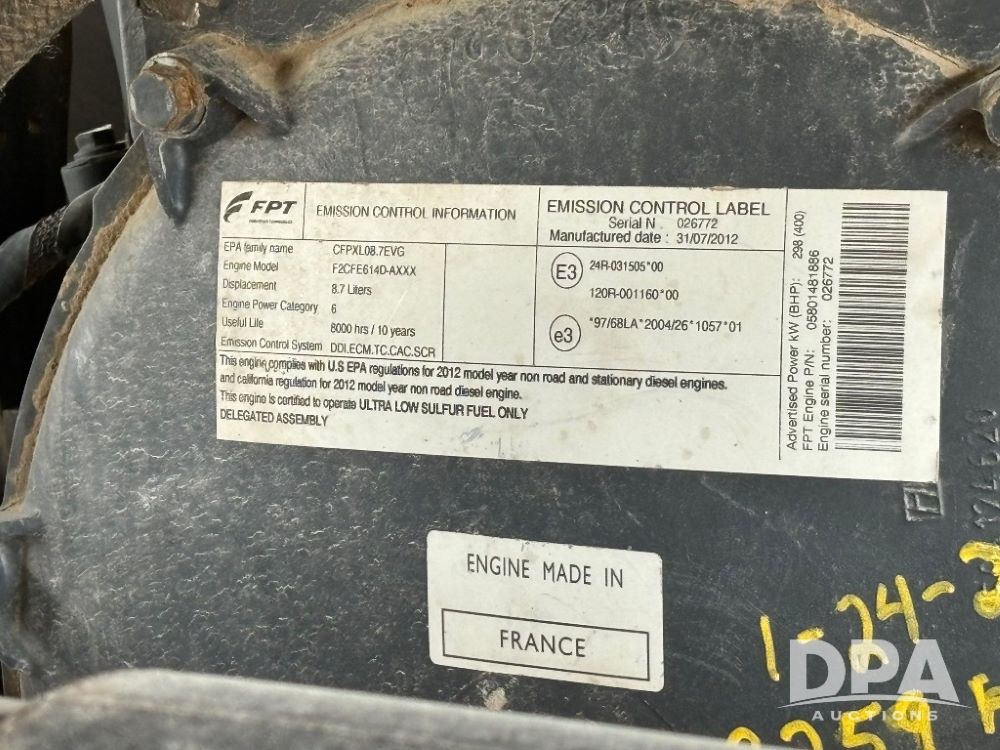 FPT
EMISSION CONTROL INFORMATION
EPA family name CFPXL08.7EVG
Engine Model F2CFE614D-AXXX
Displacement 8.7 Liters
Engine Power Category 6
Useful Life 8000 hrs / 10 years
Emission Control System DDI.ECM.TC.CAC.SCR
EMISSION CONTROL LABEL
Serial N . 026772
Manufactured date : 31/07/2012
E3 24R-031505*00
120R-001160*00
e3 *97/68LA*2004/26*1057*01
This engine complies with U.S EPA regulations for 2012 model year non road and stationary diesel engines.
and california regulation for 2012 model year non road diesel engine.
This engine is certified to operate ULTRA LOW SULFUR FUEL ONLY
DELEGATED ASSEMBLY
Advertised Power kW (BHP): 298 (400)
FPT Engine P/N: 05801481886
Engine serial number: 026772
ENGINE MADE IN
FRANCE
1-24-
DPA
AUCTIONS